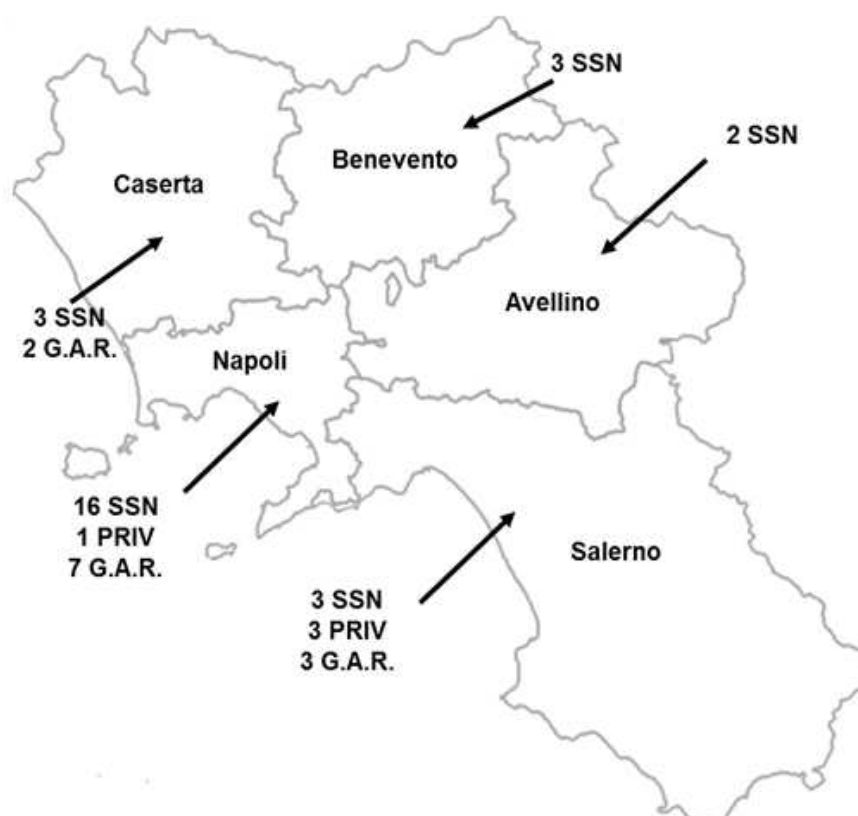 3 SSN
Benevento
2 SSN
Caserta
Avellino
3 SSN
2 G.A.R.
Napoli
16 SSN
1 PRIV
7 G.A.R.
Salerno
3 SSN
3 PRIV
3 G.A.R.